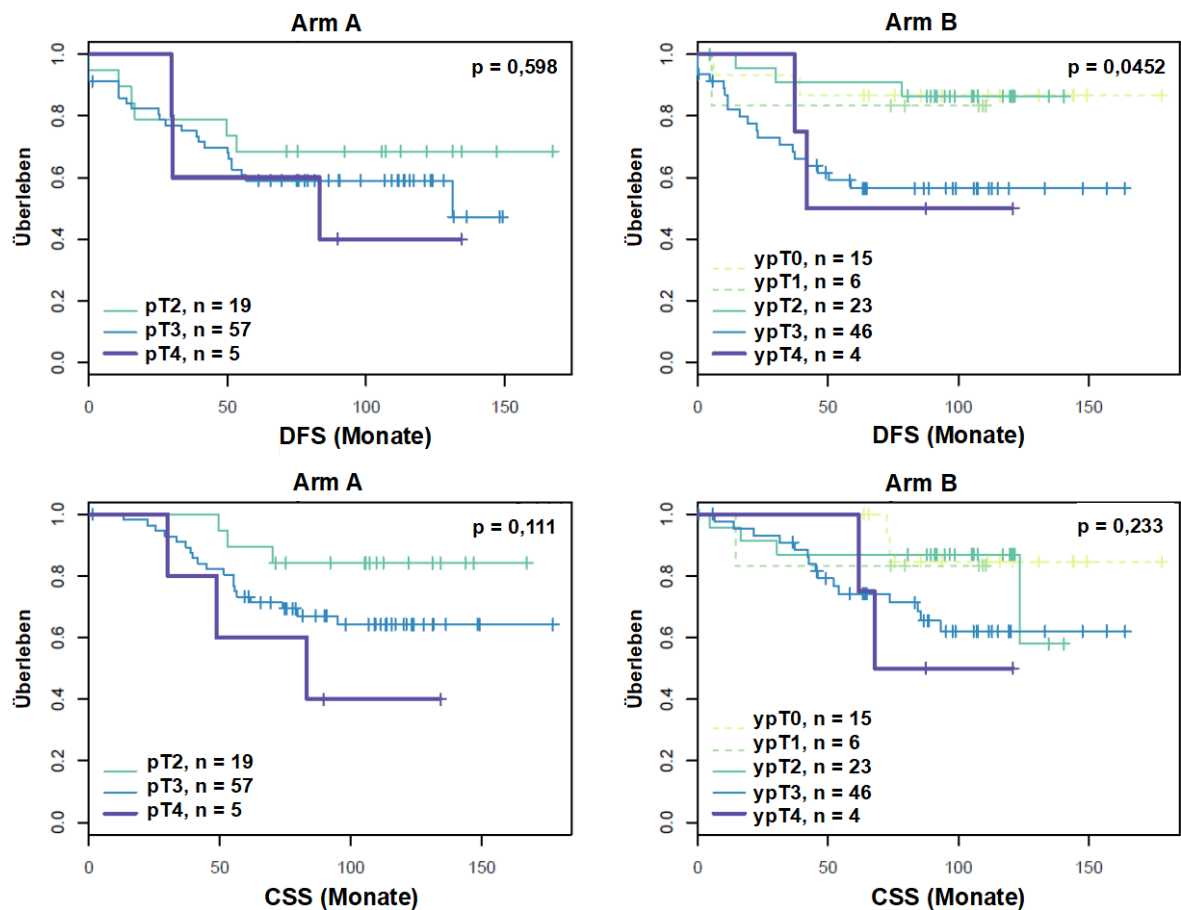 Arm A
p = 0,598
Überleben
1.0
0.8
0.6
0.4
0.2
0.0
pT2, n = 19
pT3, n = 57
pT4, n = 5
0 50 100 150
DFS (Monate)
Arm B
p = 0,0452
Überleben
1.0
0.8
0.6
0.4
0.2
0.0
ypT0, n = 15
ypT1, n = 6
ypT2, n = 23
ypT3, n = 46
ypT4, n = 4
0 50 100 150
DFS (Monate)
Arm A
p = 0,111
Überleben
1.0
0.8
0.6
0.4
0.2
0.0
pT2, n = 19
pT3, n = 57
pT4, n = 5
0 50 100 150
CSS (Monate)
Arm B
p = 0,233
Überleben
1.0
0.8
0.6
0.4
0.2
0.0
ypT0, n = 15
ypT1, n = 6
ypT2, n = 23
ypT3, n = 46
ypT4, n = 4
0 50 100 150
CSS (Monate)